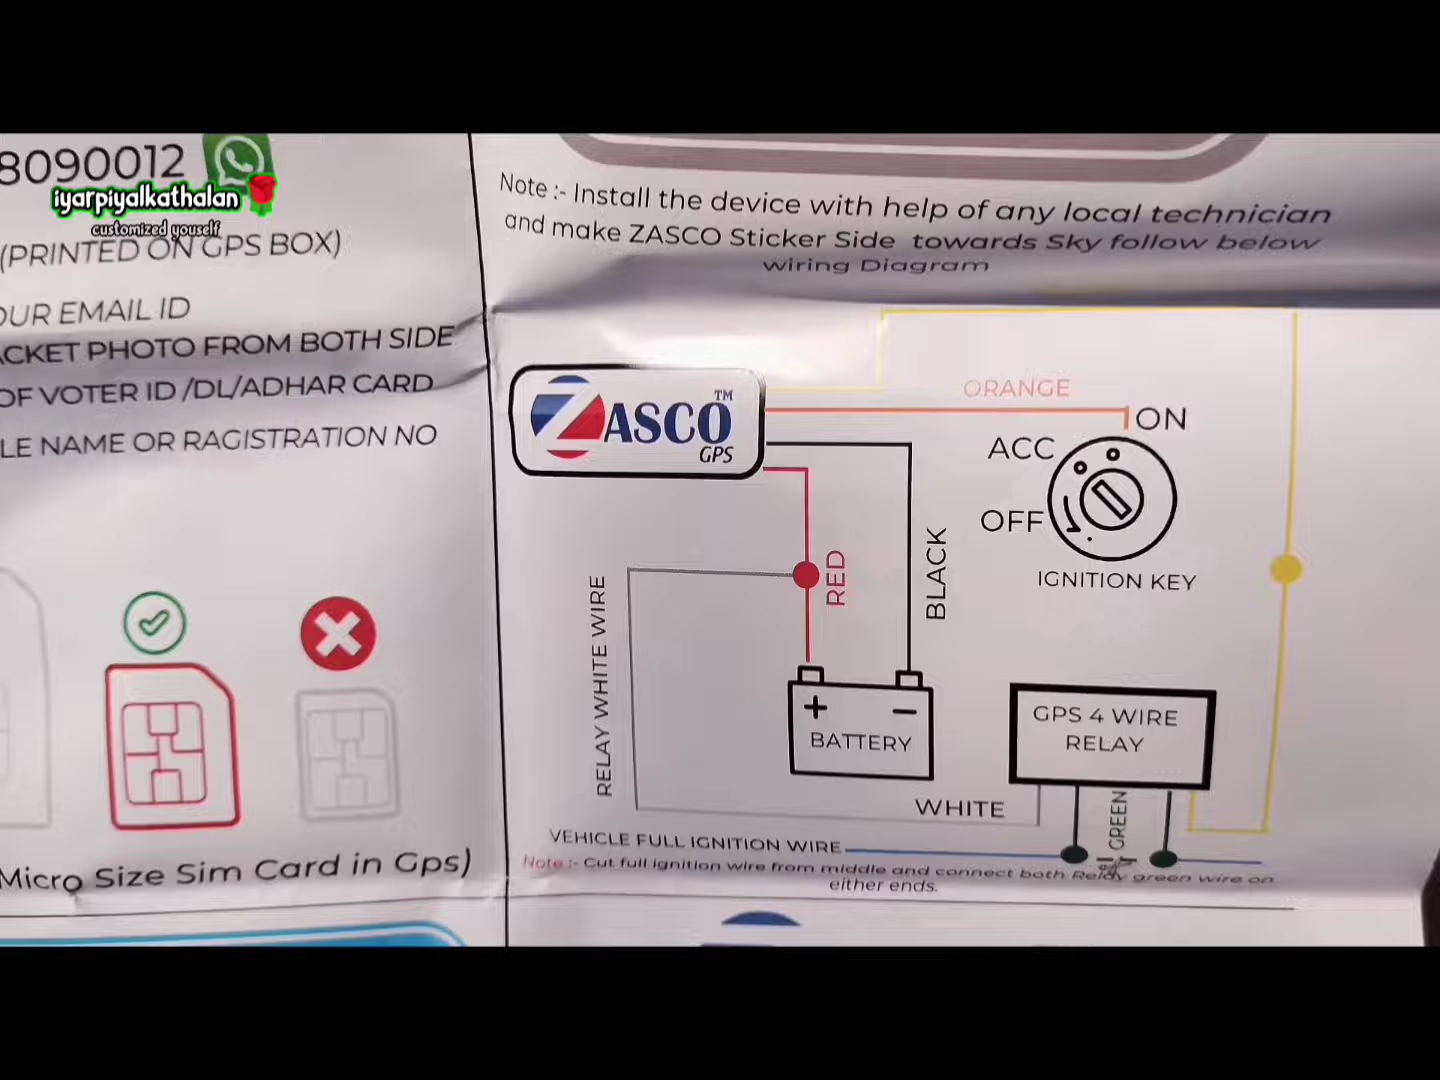 8090012
iyarpiyalkathalan
customized youself
(PRINTED ON GPS BOX)
OUR EMAIL ID
ACKET PHOTO FROM BOTH SIDE
OF VOTER ID /DL/ADHAR CARD
LE NAME OR RAGISTRATION NO
Micro Size Sim Card in Gps)
Note :- Install the device with help of any local technician
and make ZASCO Sticker Side towards Sky follow below
wiring Diagram
ZASCO TM
GPS
ORANGE
ON
ACC
OFF
IGNITION KEY
RED
BLACK
RELAY WHITE WIRE
+ −
BATTERY
GPS 4 WIRE
RELAY
WHITE
GREEN
VEHICLE FULL IGNITION WIRE
Note :- Cut full ignition wire from middle and connect both Relay green wire on
either ends.